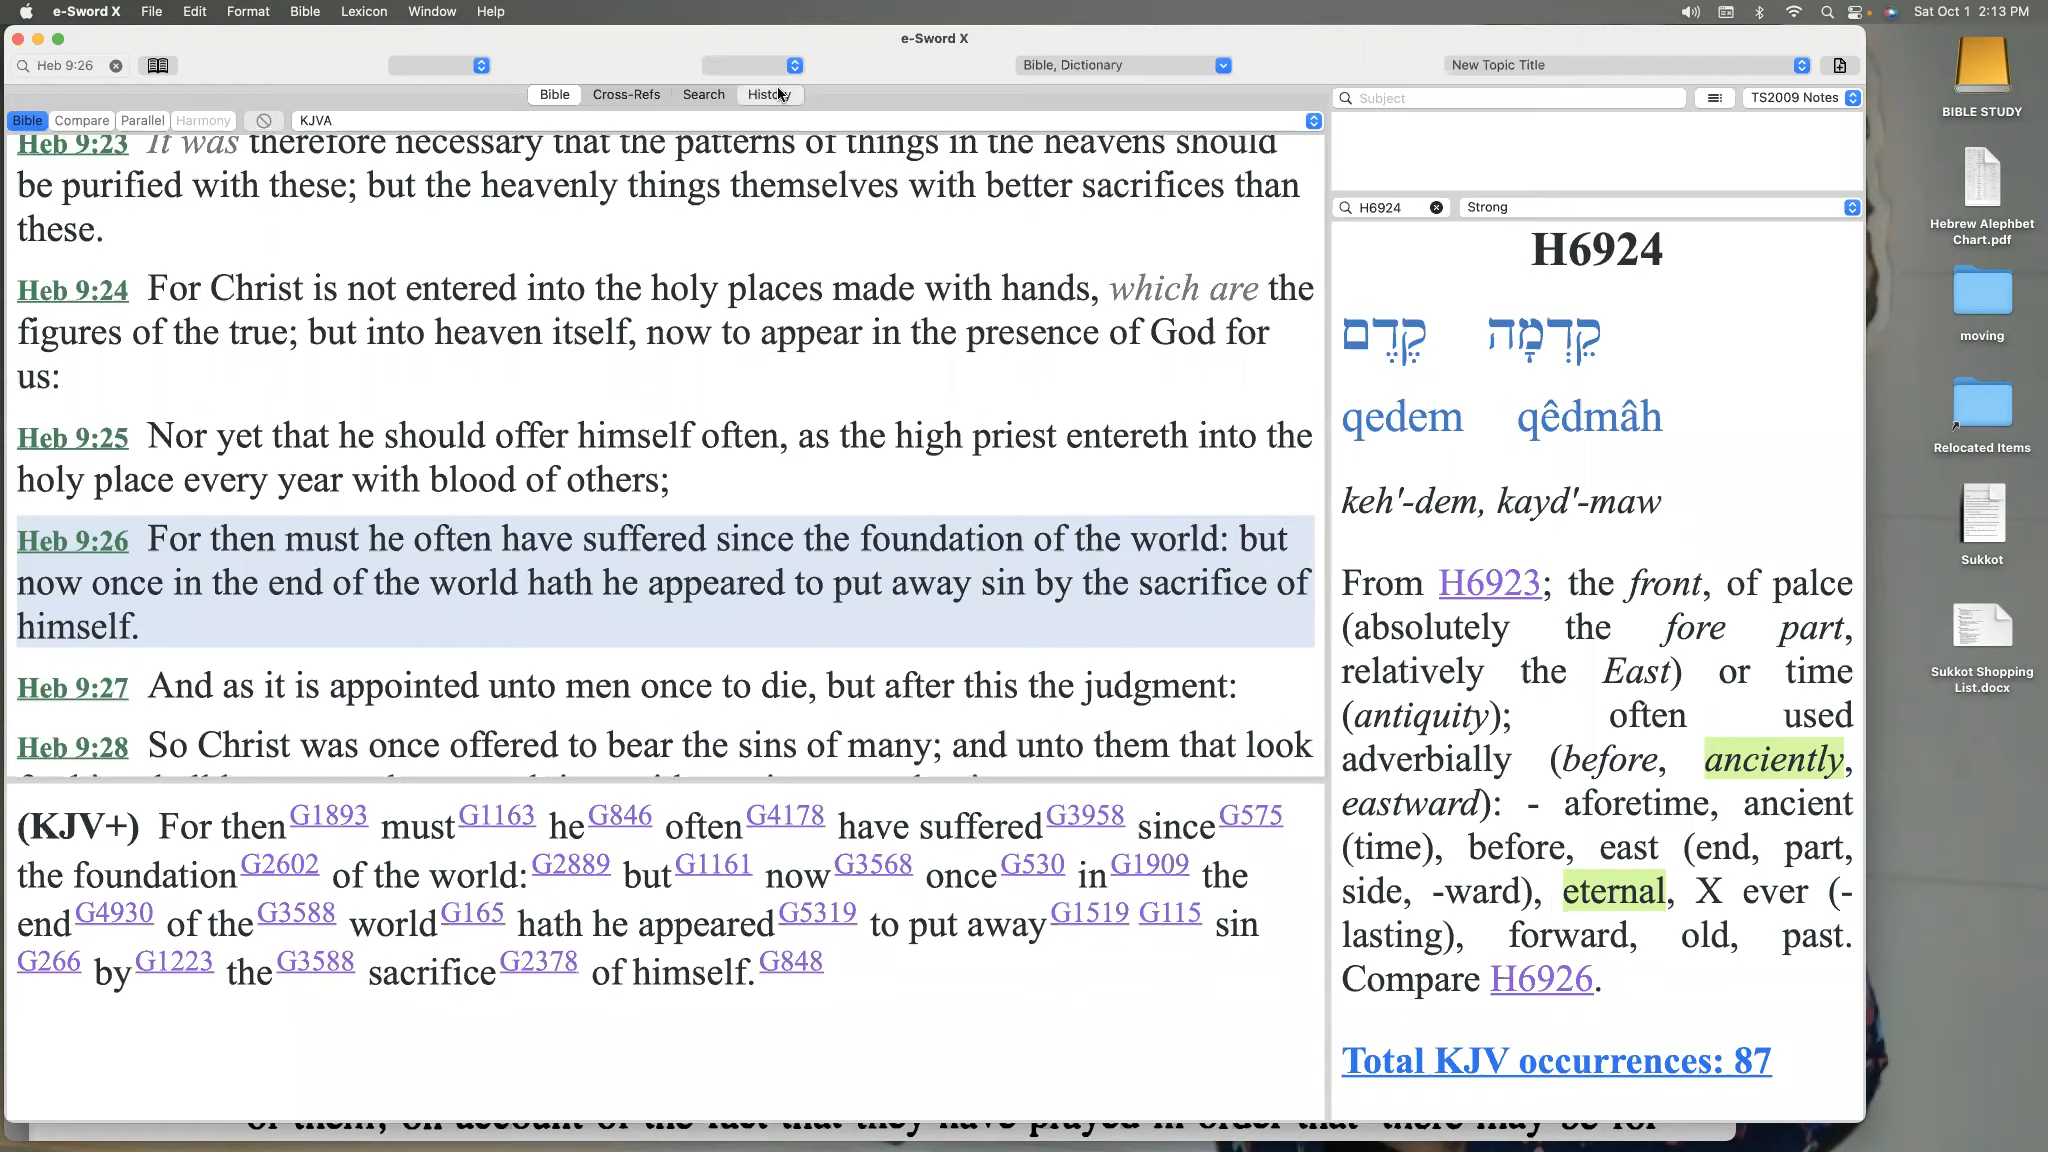 e-Sword X File Edit Format Bible Lexicon Window Help
Sat Oct 1 2:13 PM
e-Sword X
Heb 9:26
Bible, Dictionary
New Topic Title
Bible Cross-Refs Search History
Subject
TS2009 Notes
Bible Compare Parallel Harmony
KJVA
Heb 9:23 It was therefore necessary that the patterns of things in the heavens should
be purified with these; but the heavenly things themselves with better sacrifices than
these.
Heb 9:24 For Christ is not entered into the holy places made with hands, which are the
figures of the true; but into heaven itself, now to appear in the presence of God for
us:
Heb 9:25 Nor yet that he should offer himself often, as the high priest entereth into the
holy place every year with blood of others;
Heb 9:26 For then must he often have suffered since the foundation of the world: but
now once in the end of the world hath he appeared to put away sin by the sacrifice of
himself.
Heb 9:27 And as it is appointed unto men once to die, but after this the judgment:
Heb 9:28 So Christ was once offered to bear the sins of many; and unto them that look
(KJV+) For then G1893 must G1163 he G846 often G4178 have suffered G3958 since G575
the foundation G2602 of the world: G2889 but G1161 now G3568 once G530 in G1909 the
end G4930 of the G3588 world G165 hath he appeared G5319 to put away G1519 G115 sin
G266 by G1223 the G3588 sacrifice G2378 of himself. G848
H6924
Strong
H6924
קֶדֶם קֵדְמָה
qedem qêdmâh
keh'-dem, kayd'-maw
From H6923; the front, of palce
(absolutely the fore part,
relatively the East) or time
(antiquity); often used
adverbially (before, anciently,
eastward): - aforetime, ancient
(time), before, east (end, part,
side, -ward), eternal, X ever (-
lasting), forward, old, past.
Compare H6926.
Total KJV occurrences: 87
BIBLE STUDY
Hebrew Alephbet
Chart.pdf
moving
Relocated Items
Sukkot
Sukkot Shopping
List.docx